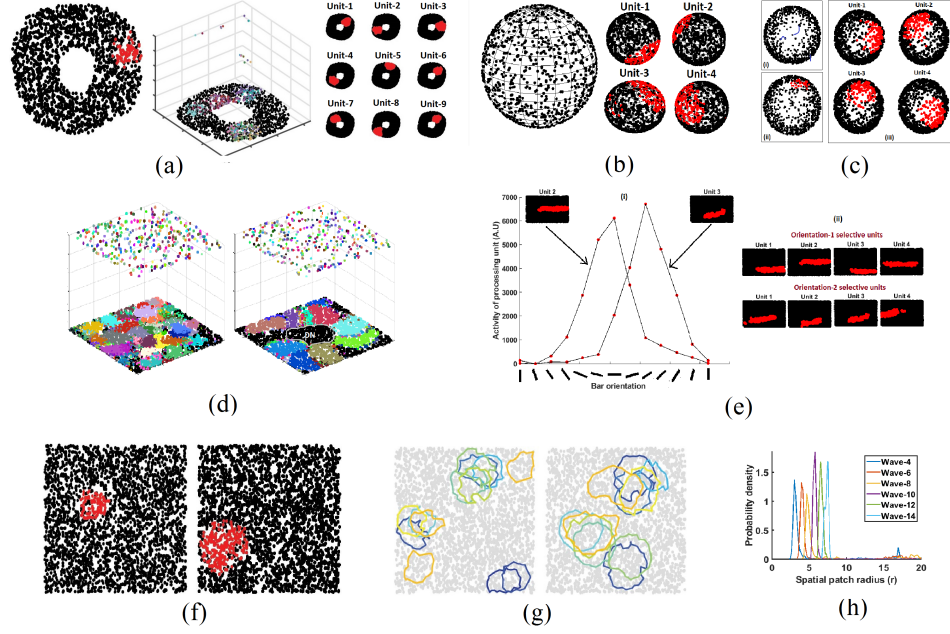 Unit-1 Unit-2 Unit-3
Unit-4 Unit-5 Unit-6
Unit-7 Unit-8 Unit-9
(a)
Unit-1 Unit-2
Unit-3 Unit-4
(b)
(i)
(ii)
Unit-1 Unit-2
Unit-3 Unit-4
(iii)
(c)
DN
(d)
(i)
Unit 2
Unit 3
Activity of processing unit (A.U)
7000
6000
5000
4000
3000
2000
1000
0
Bar orientation
(ii)
Orientation-1 selective units
Unit 1 Unit 2 Unit 3 Unit 4
Orientation-2 selective units
Unit 1 Unit 2 Unit 3 Unit 4
(e)
(f)
(g)
Probability density
1.5
1
0.5
0
0 5 10 15 20
Spatial patch radius (r)
Wave-4
Wave-6
Wave-8
Wave-10
Wave-12
Wave-14
(h)